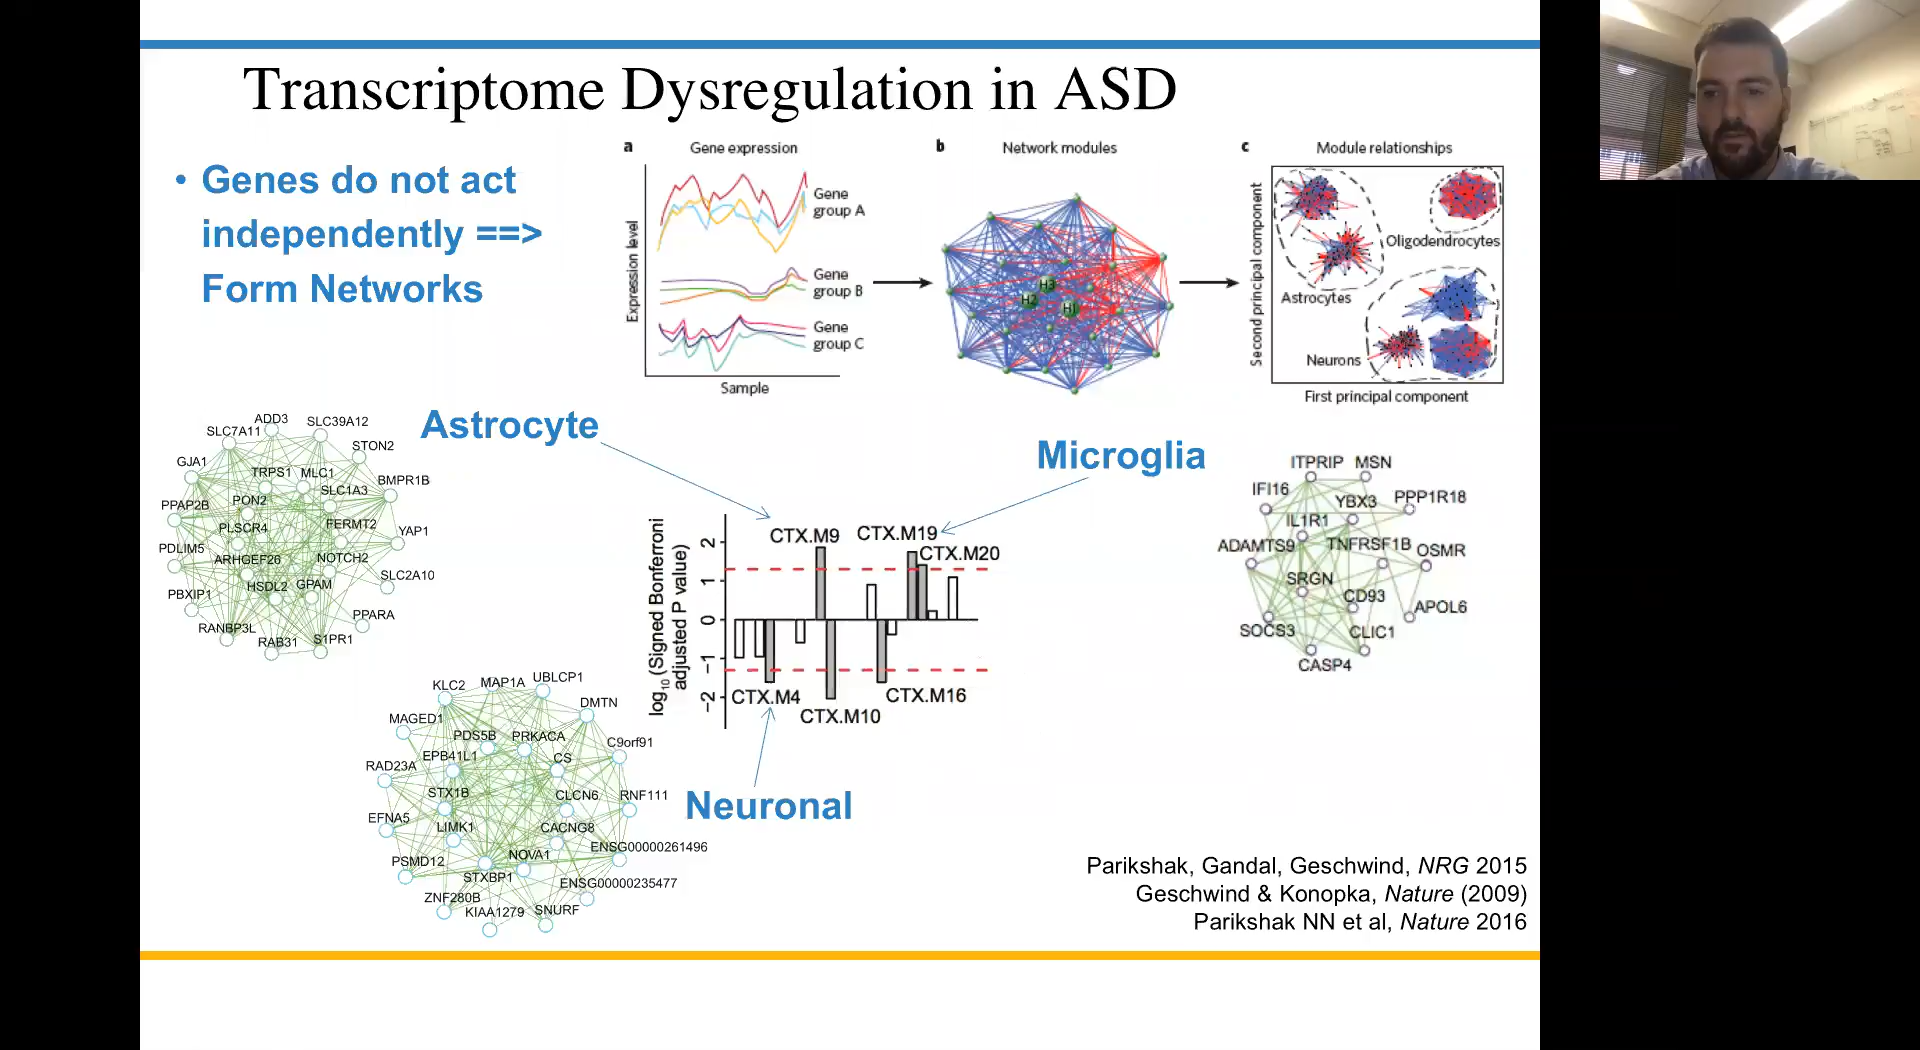 Transcriptome Dysregulation in ASD
• Genes do not act
independently ==>
Form Networks
a
Gene expression
Expression level
Gene
group A
Gene
group B
Gene
group C
Sample
b
Network modules
H3
H2
H1
c
Module relationships
Second principal component
Oligodendrocytes
Astrocytes
Neurons
First principal component
Astrocyte
ADD3
SLC39A12
SLC7A11
STON2
GJA1
TRPS1
MLC1
BMPR1B
SLC1A3
PON2
PPAP2B
PLSCR4
FERMT2
YAP1
PDLIM5
ARHGEF26
NOTCH2
SLC2A10
HSDL2
GPAM
PBXIP1
PPARA
RANBP3L
RAB31
S1PR1
Microglia
ITPRIP
MSN
IFI16
YBX3
PPP1R18
IL1R1
ADAMTS9
TNFRSF1B
OSMR
SRGN
CD93
APOL6
SOCS3
CLIC1
CASP4
log10(Signed Bonferroni
adjusted P value)
2
1
0
-1
-2
CTX.M9
CTX.M19
CTX.M20
CTX.M4
CTX.M10
CTX.M16
Neuronal
KLC2
MAP1A
UBLCP1
DMTN
MAGED1
PDS5B
PRKACA
C9orf91
EPB41L1
CS
RAD23A
STX1B
CLCN6
RNF111
EFNA5
LIMK1
CACNG8
ENSG00000261496
NOVA1
PSMD12
STXBP1
ENSG00000235477
ZNF280B
KIAA1279
SNURF
Parikshak, Gandal, Geschwind, NRG 2015
Geschwind & Konopka, Nature (2009)
Parikshak NN et al, Nature 2016